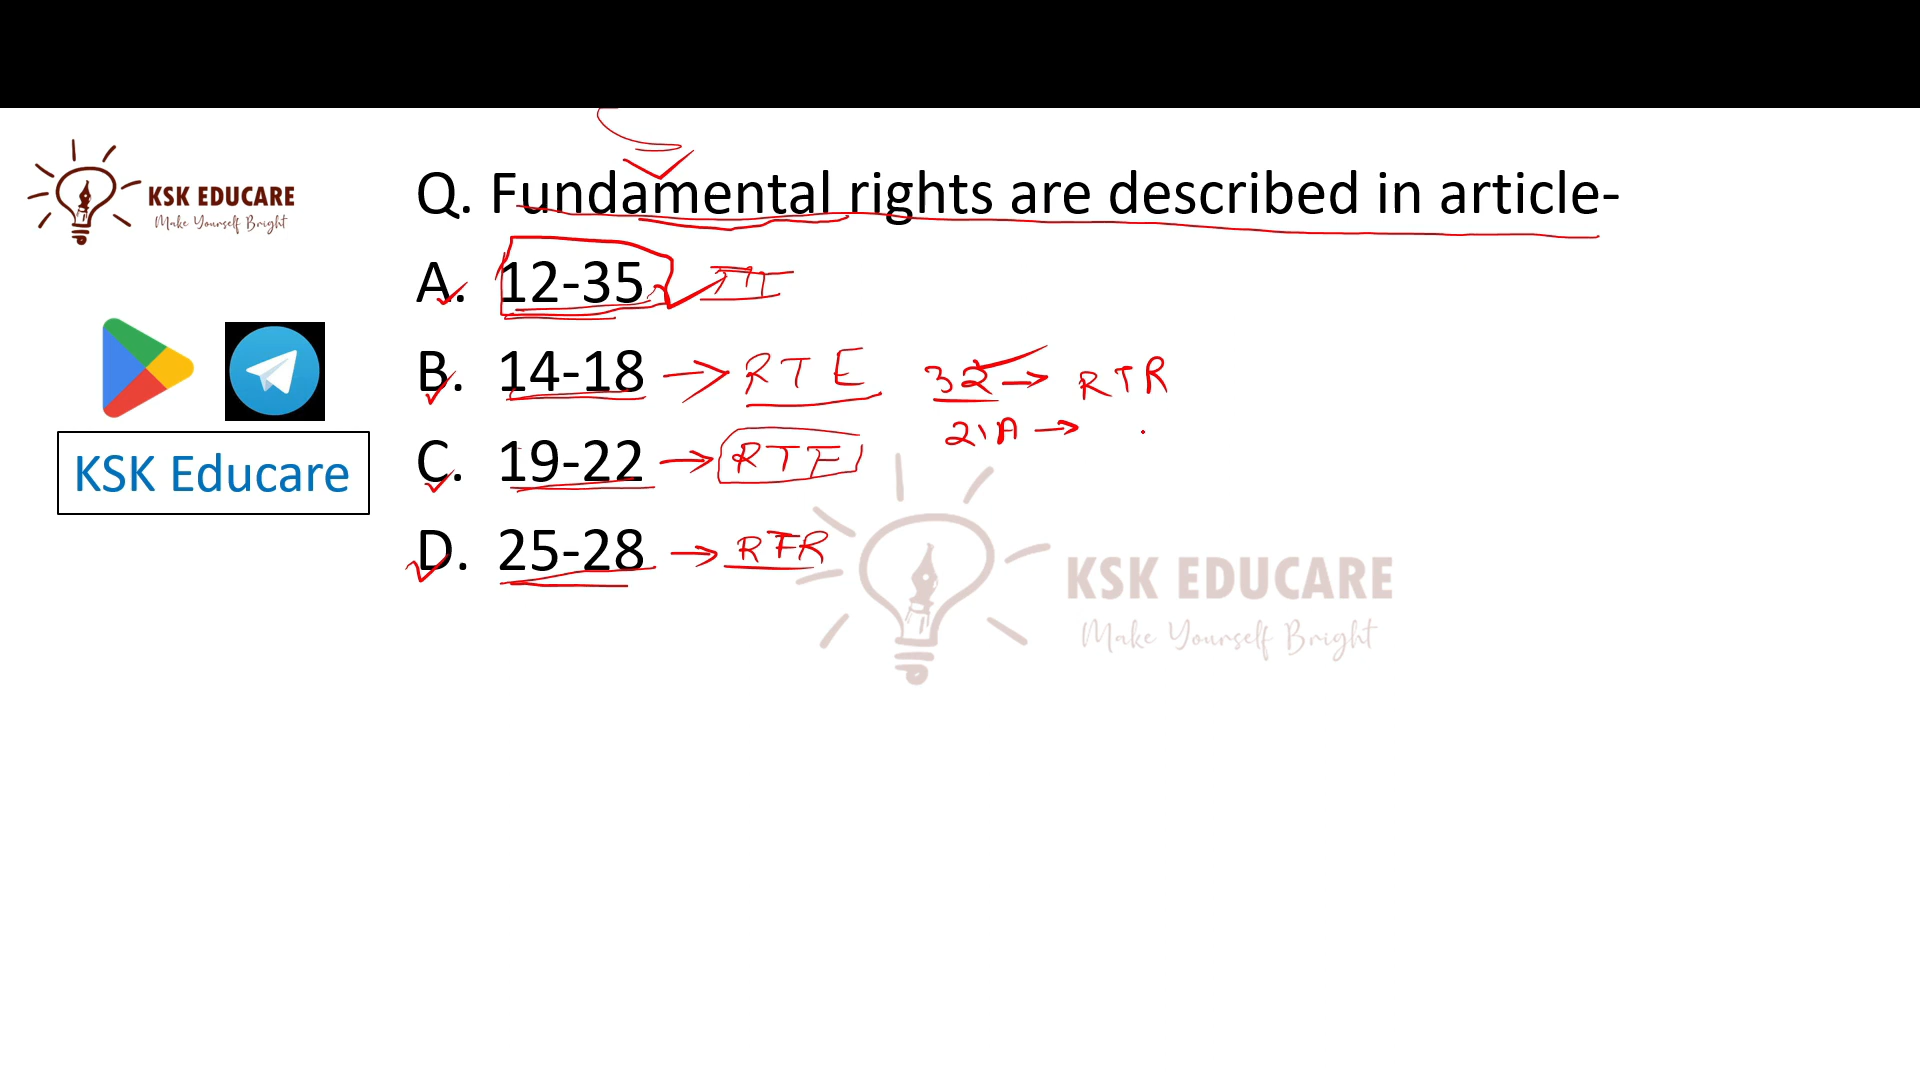 KSK EDUCARE
Make Yourself Bright
Q. Fundamental rights are described in article-
A. 12-35 III
B. 14-18 → RTE 32 → RTR
21A →
C. 19-22 → RTF
D. 25-28 → RFR
KSK Educare
KSK EDUCARE
Make Yourself Bright